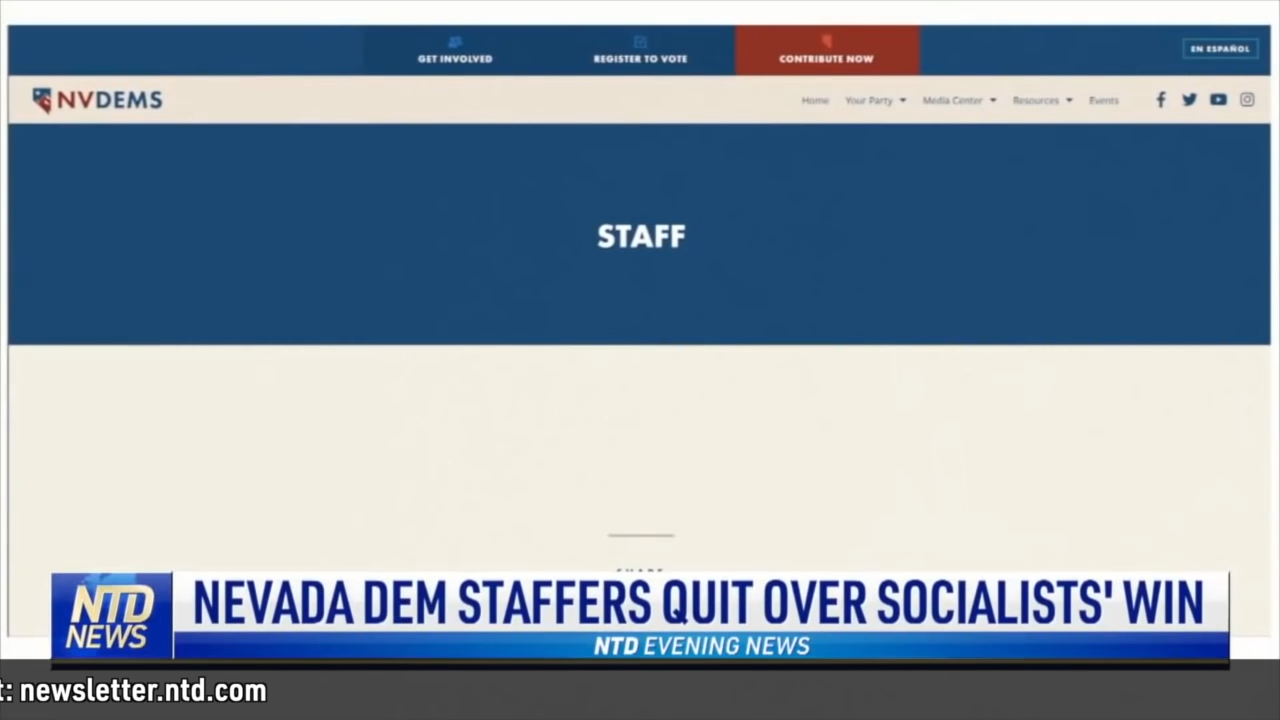 GET INVOLVED
REGISTER TO VOTE
CONTRIBUTE NOW
EN ESPAÑOL
NVDEMS
Home
Your Party
Media Center
Resources
Events
STAFF
NTD NEWS
NEVADA DEM STAFFERS QUIT OVER SOCIALISTS' WIN
NTD EVENING NEWS
t: newsletter.ntd.com